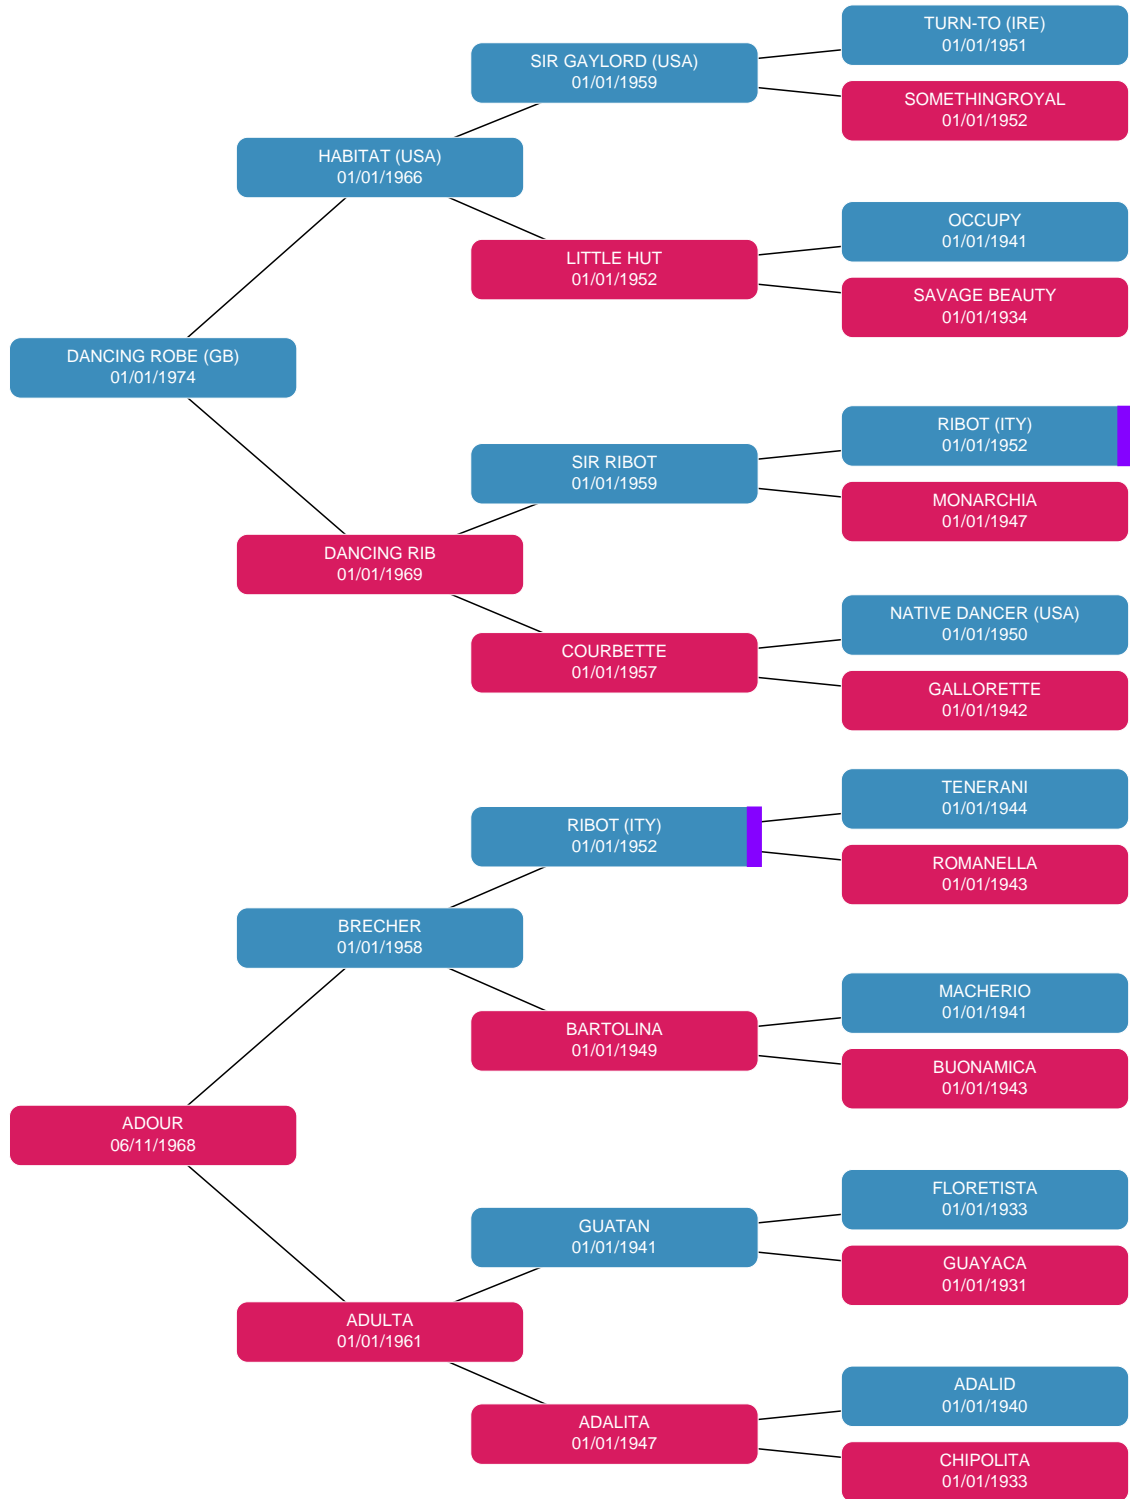 TURN-TO (IRE)
01/01/1951
SIR GAYLORD (USA)
01/01/1959
SOMETHINGROYAL
01/01/1952
HABITAT (USA)
01/01/1966
OCCUPY
01/01/1941
LITTLE HUT
01/01/1952
SAVAGE BEAUTY
01/01/1934
DANCING ROBE (GB)
01/01/1974
RIBOT (ITY)
01/01/1952
SIR RIBOT
01/01/1959
MONARCHIA
01/01/1947
DANCING RIB
01/01/1969
NATIVE DANCER (USA)
01/01/1950
COURBETTE
01/01/1957
GALLORETTE
01/01/1942
TENERANI
01/01/1944
RIBOT (ITY)
01/01/1952
ROMANELLA
01/01/1943
BRECHER
01/01/1958
MACHERIO
01/01/1941
BARTOLINA
01/01/1949
BUONAMICA
01/01/1943
ADOUR
06/11/1968
FLORETISTA
01/01/1933
GUATAN
01/01/1941
GUAYACA
01/01/1931
ADULTA
01/01/1961
ADALID
01/01/1940
ADALITA
01/01/1947
CHIPOLITA
01/01/1933